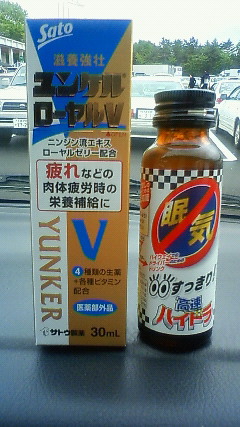 Sato
滋養強壮
ユンケル
ローヤルV
ニンジン流エキス
ローヤルゼリー配合
疲れなどの
肉体疲労時の
栄養補給に
YUNKER
V
4種類の生薬
+各種ビタミン
配合
医薬部外品
サトウ製薬
30mL
眠気
すっきり
高速
ハイドラ